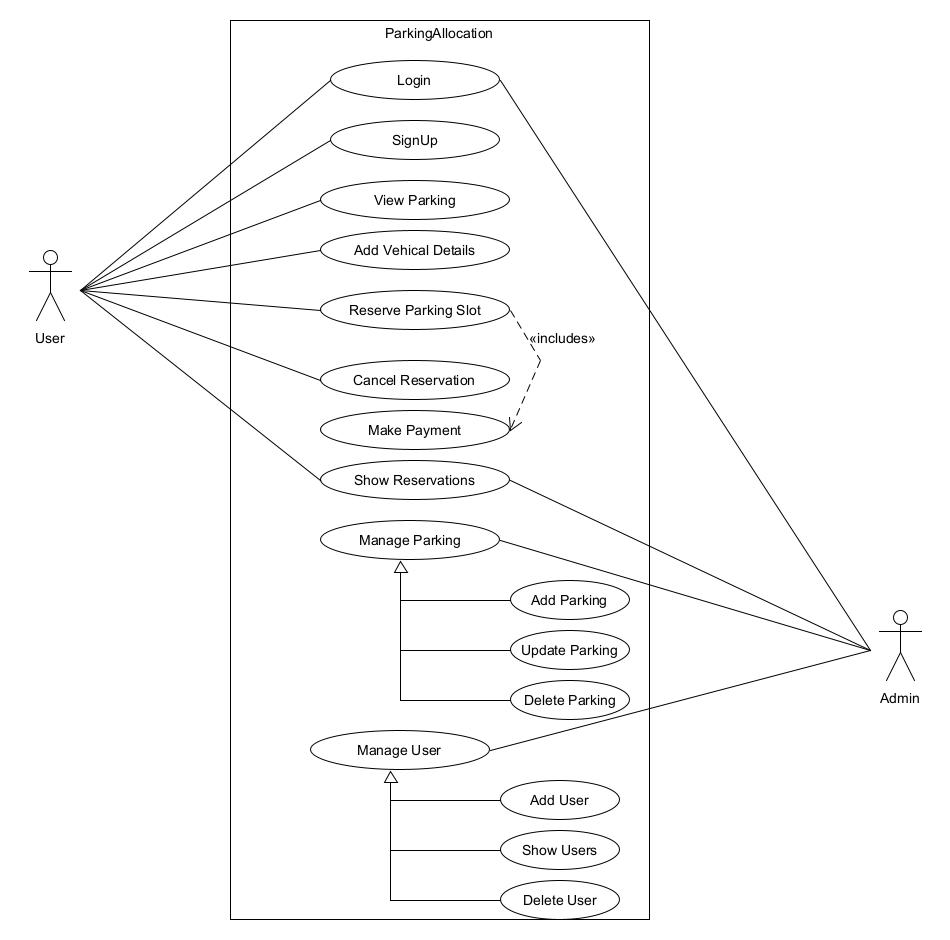 ParkingAllocation
Login
SignUp
View Parking
Add Vehical Details
Reserve Parking Slot
«includes»
User
Cancel Reservation
Make Payment
Show Reservations
Manage Parking
Add Parking
Update Parking
Delete Parking
Admin
Manage User
Add User
Show Users
Delete User